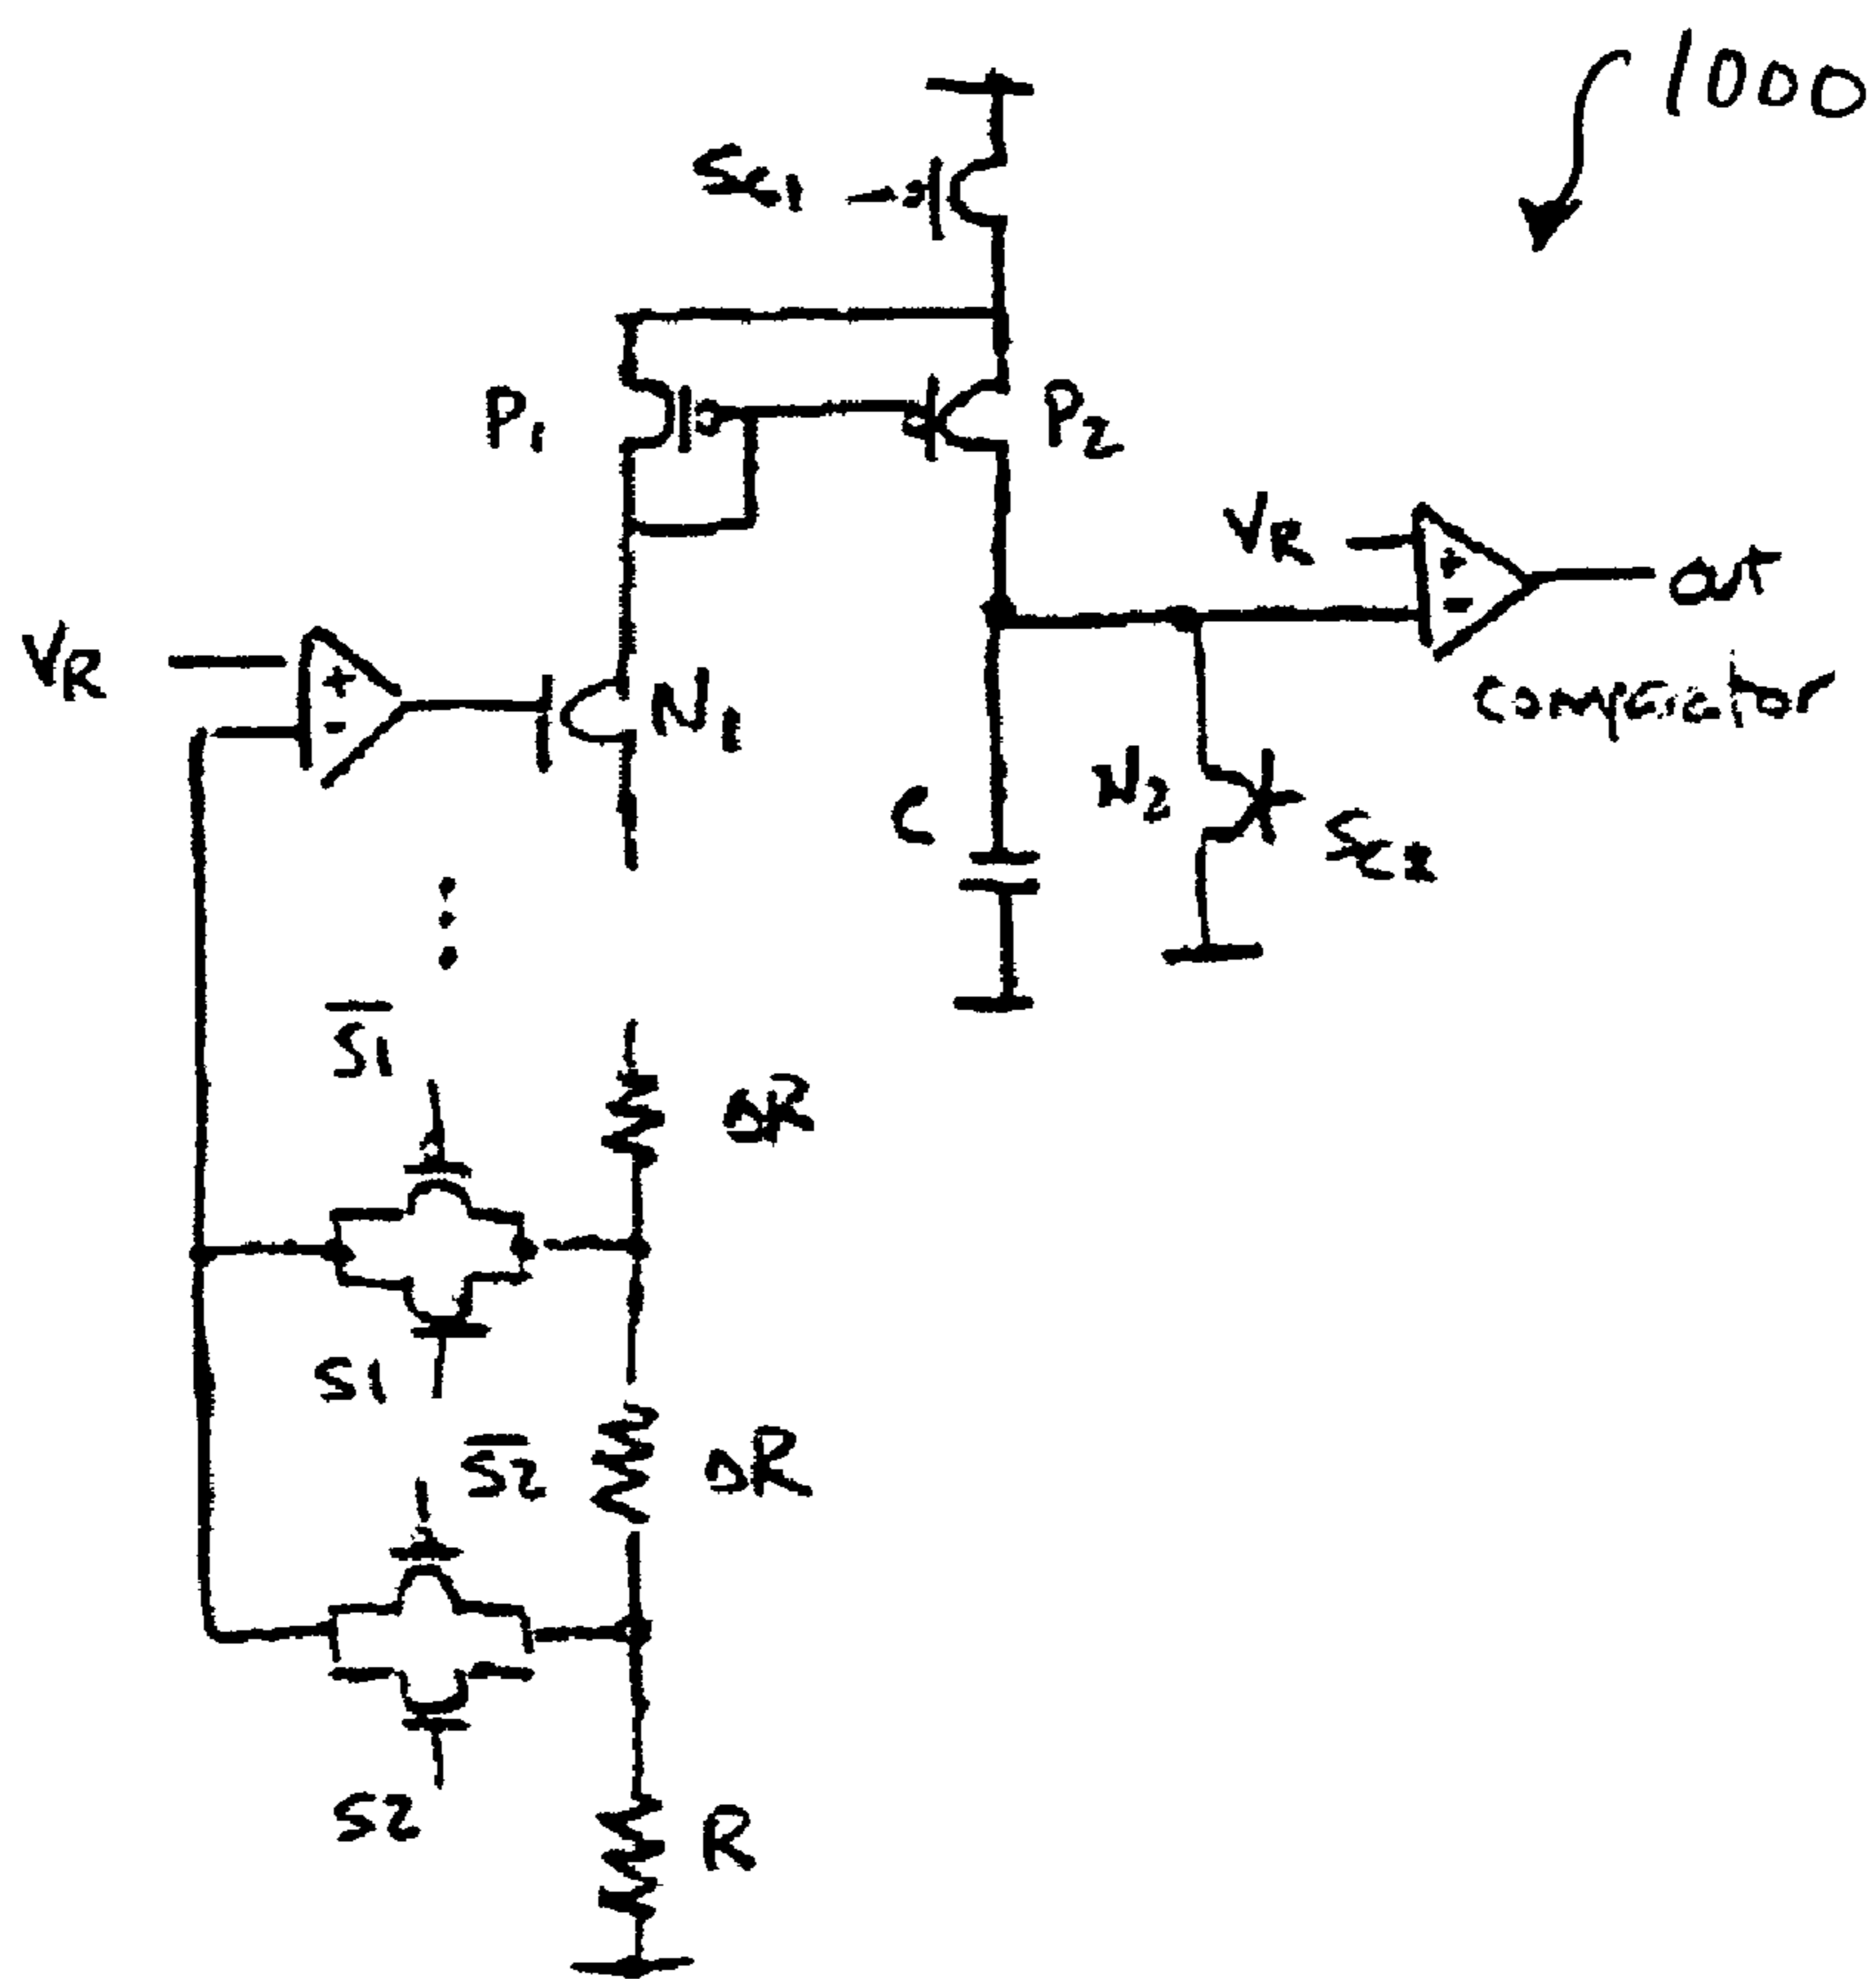 1000
Sc1
P1
P2
VR
+
-
out
comparator
VR
+
-
N1
C
N2
Sc2
S1
ΔR
S1
S2
ΔR
S2
R